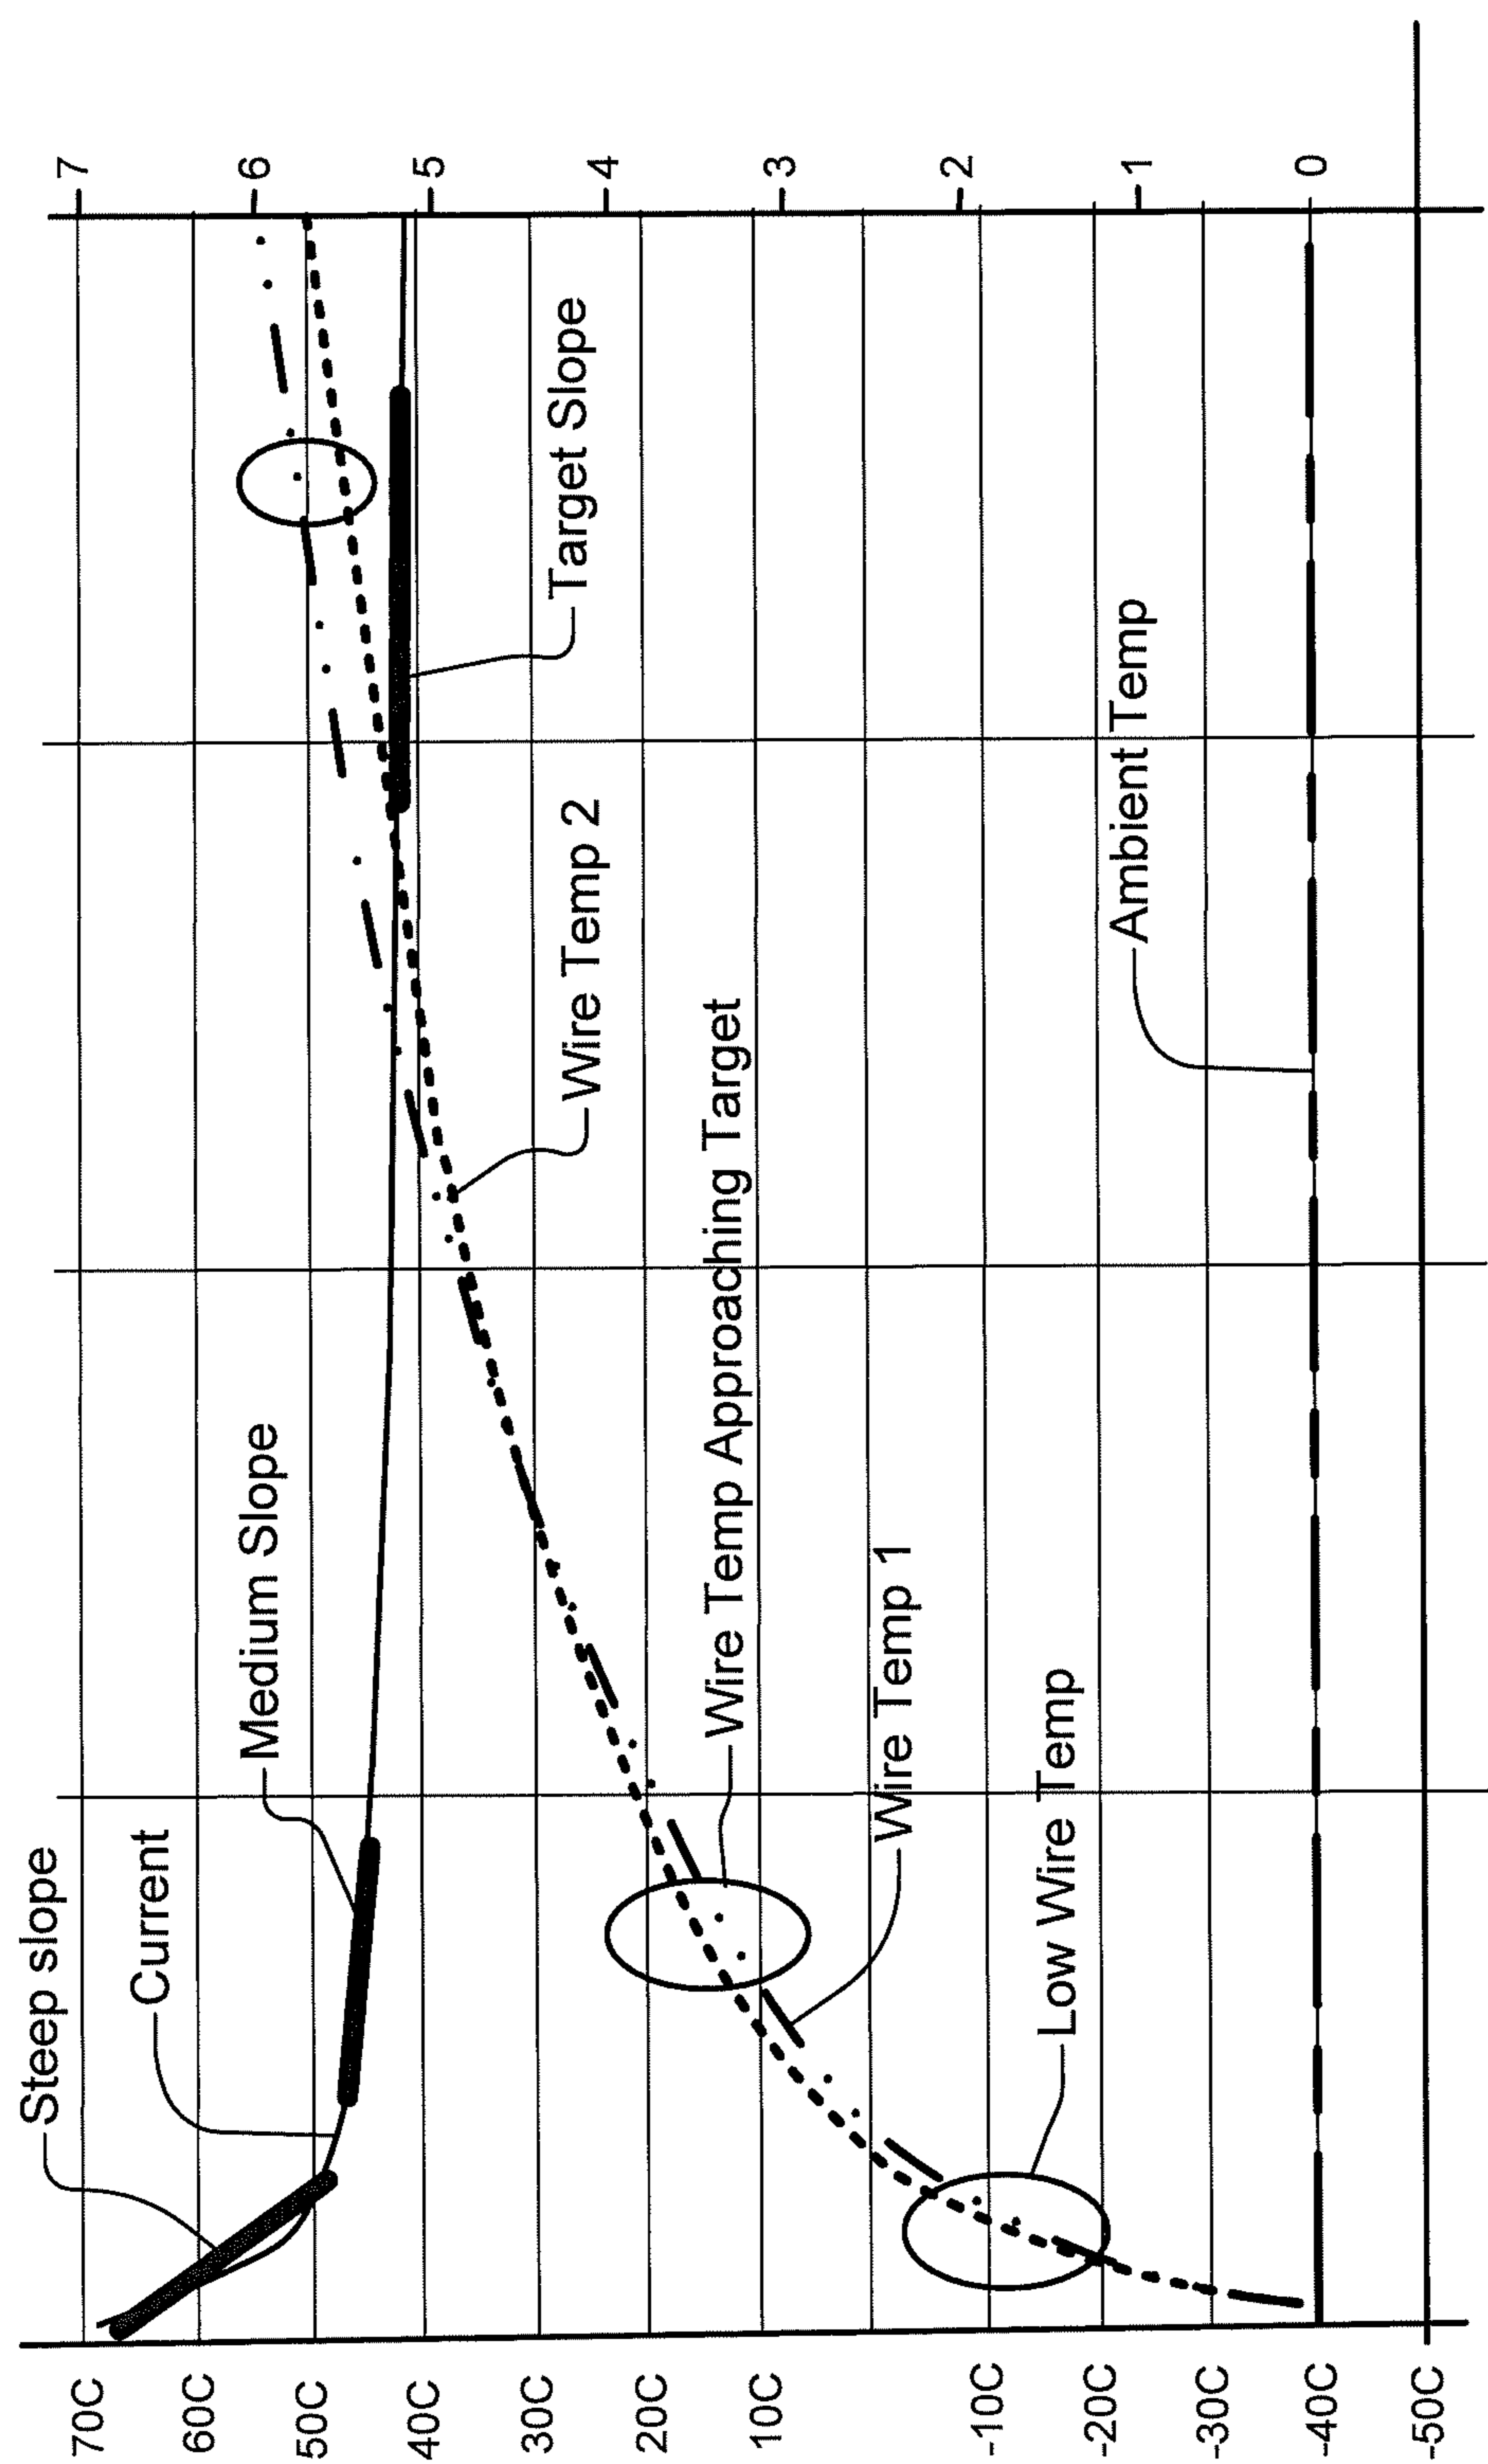 70C
60C
50C
40C
30C
20C
10C
-10C
-20C
-30C
-40C
-50C
Steep slope
Current
Medium Slope
Wire Temp 2
Target Slope
Wire Temp Approaching Target
Wire Temp 1
Low Wire Temp
Ambient Temp
7
6
5
4
3
2
1
0